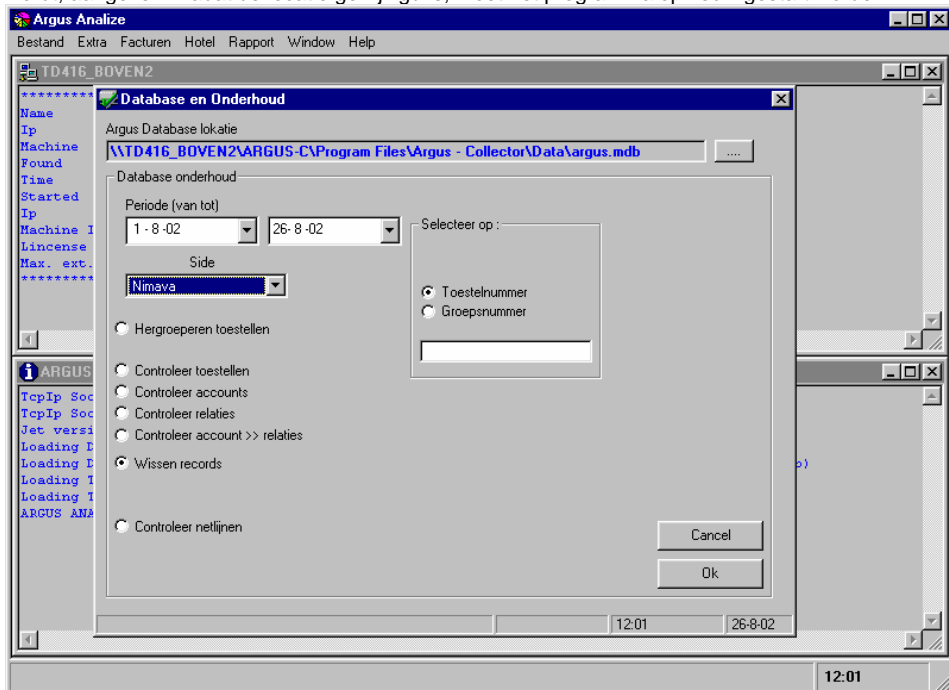 Argus Analize
Bestand Extra Facturen Hotel Rapport Window Help
TD416_BOVEN2
*********
Name
Ip
Machine
Found
Time
Started
Ip
Machine I
Lincense
Max. ext.
*********
Database en Onderhoud
Argus Database lokatie
\\TD416_BOVEN2\ARGUS-C\Program Files\Argus - Collector\Data\argus.mdb
....
Database onderhoud
Periode (van tot)
1 - 8 -02 26- 8 -02
Side
Nimava
Selecteer op :
Toestelnummer
Groepsnummer
Hergroeperen toestellen
Controleer toestellen
Controleer accounts
Controleer relaties
Controleer account >> relaties
Wissen records
Controleer netlijnen
Cancel
Ok
12:01 26-8-02
ARGUS
TcpIp Soc
TcpIp Soc
Jet versi
Loading D
Loading D
Loading T
Loading T
ARGUS ANA
12:01